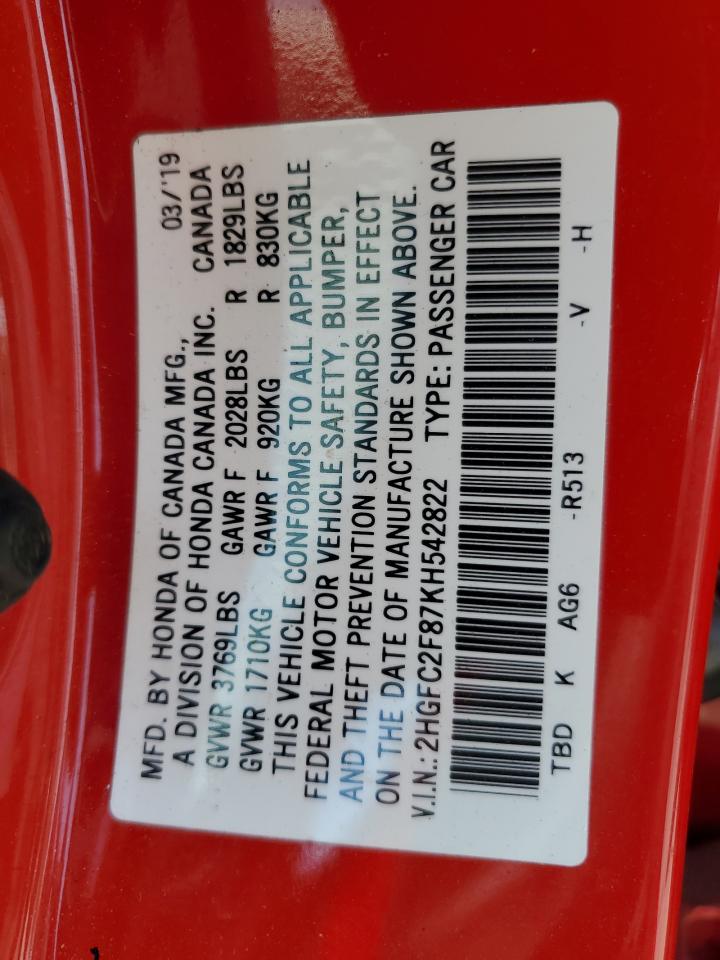 MFD. BY HONDA OF CANADA MFG., 03/'19
A DIVISION OF HONDA CANADA INC. CANADA
GVWR 3769LBS GAWR F 2028LBS R 1829LBS
GVWR 1710KG GAWR F 920KG R 830KG
THIS VEHICLE CONFORMS TO ALL APPLICABLE
FEDERAL MOTOR VEHICLE SAFETY, BUMPER,
AND THEFT PREVENTION STANDARDS IN EFFECT
ON THE DATE OF MANUFACTURE SHOWN ABOVE.
V.I.N.: 2HGFC2F87KH542822 TYPE: PASSENGER CAR
TBD K AG6 -R513 -V -H